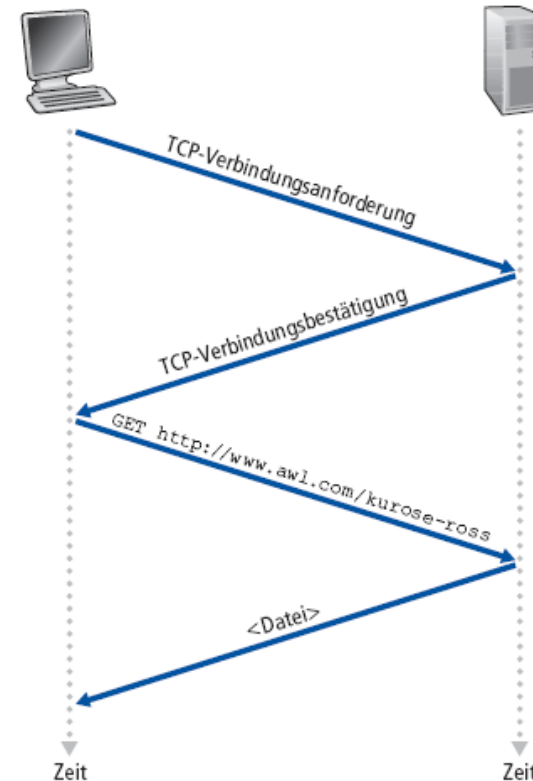 TCP-Verbindungsanforderung
TCP-Verbindungsbestätigung
GET http://www.awl.com/kurose-ross
<Datei>
Zeit
Zeit